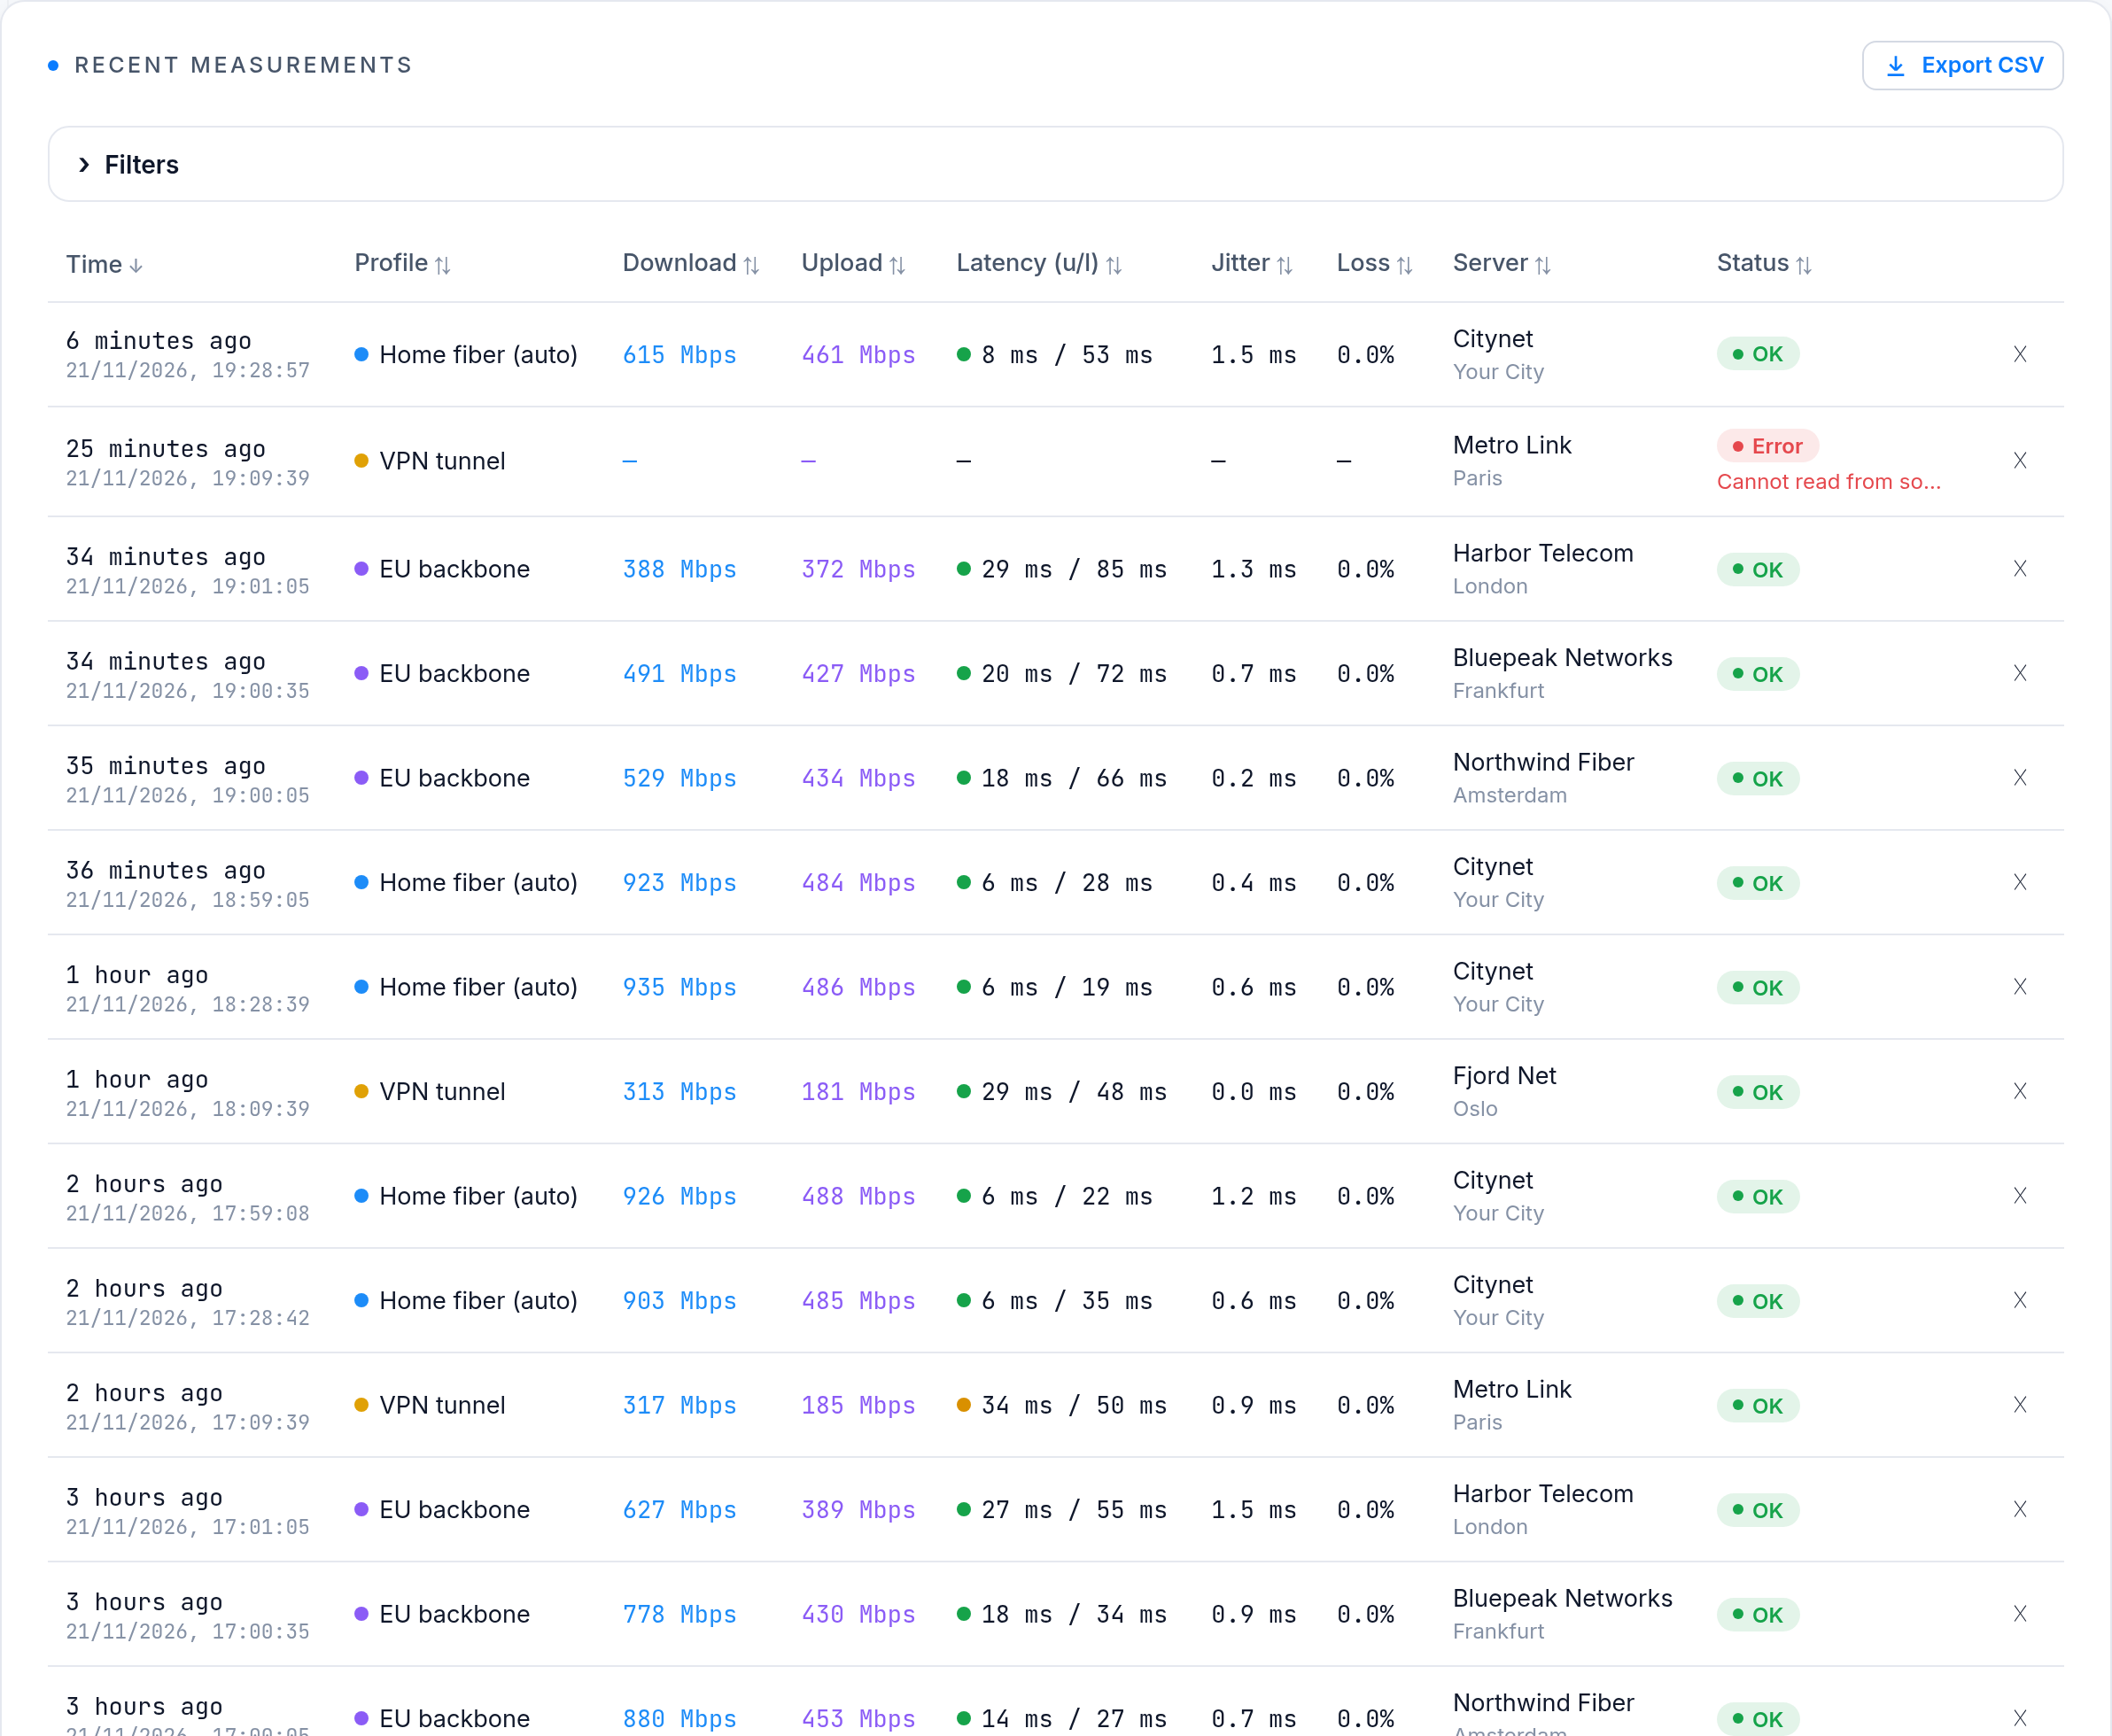 RECENT MEASUREMENTS
Export CSV
Filters
Time Profile Download Upload Latency (u/l) Jitter Loss Server Status
6 minutes ago Home fiber (auto) 615 Mbps 461 Mbps 8 ms / 53 ms 1.5 ms 0.0% Citynet OK X
21/11/2026, 19:28:57 Your City
25 minutes ago VPN tunnel — — — — — Metro Link Error X
21/11/2026, 19:09:39 Paris Cannot read from so...
34 minutes ago EU backbone 388 Mbps 372 Mbps 29 ms / 85 ms 1.3 ms 0.0% Harbor Telecom OK X
21/11/2026, 19:01:05 London
34 minutes ago EU backbone 491 Mbps 427 Mbps 20 ms / 72 ms 0.7 ms 0.0% Bluepeak Networks OK X
21/11/2026, 19:00:35 Frankfurt
35 minutes ago EU backbone 529 Mbps 434 Mbps 18 ms / 66 ms 0.2 ms 0.0% Northwind Fiber OK X
21/11/2026, 19:00:05 Amsterdam
36 minutes ago Home fiber (auto) 923 Mbps 484 Mbps 6 ms / 28 ms 0.4 ms 0.0% Citynet OK X
21/11/2026, 18:59:05 Your City
1 hour ago Home fiber (auto) 935 Mbps 486 Mbps 6 ms / 19 ms 0.6 ms 0.0% Citynet OK X
21/11/2026, 18:28:39 Your City
1 hour ago VPN tunnel 313 Mbps 181 Mbps 29 ms / 48 ms 0.0 ms 0.0% Fjord Net OK X
21/11/2026, 18:09:39 Oslo
2 hours ago Home fiber (auto) 926 Mbps 488 Mbps 6 ms / 22 ms 1.2 ms 0.0% Citynet OK X
21/11/2026, 17:59:08 Your City
2 hours ago Home fiber (auto) 903 Mbps 485 Mbps 6 ms / 35 ms 0.6 ms 0.0% Citynet OK X
21/11/2026, 17:28:42 Your City
2 hours ago VPN tunnel 317 Mbps 185 Mbps 34 ms / 50 ms 0.9 ms 0.0% Metro Link OK X
21/11/2026, 17:09:39 Paris
3 hours ago EU backbone 627 Mbps 389 Mbps 27 ms / 55 ms 1.5 ms 0.0% Harbor Telecom OK X
21/11/2026, 17:01:05 London
3 hours ago EU backbone 778 Mbps 430 Mbps 18 ms / 34 ms 0.9 ms 0.0% Bluepeak Networks OK X
21/11/2026, 17:00:35 Frankfurt
3 hours ago EU backbone 880 Mbps 453 Mbps 14 ms / 27 ms 0.7 ms 0.0% Northwind Fiber OK X
21/11/2026, 17:00:05 Amsterdam